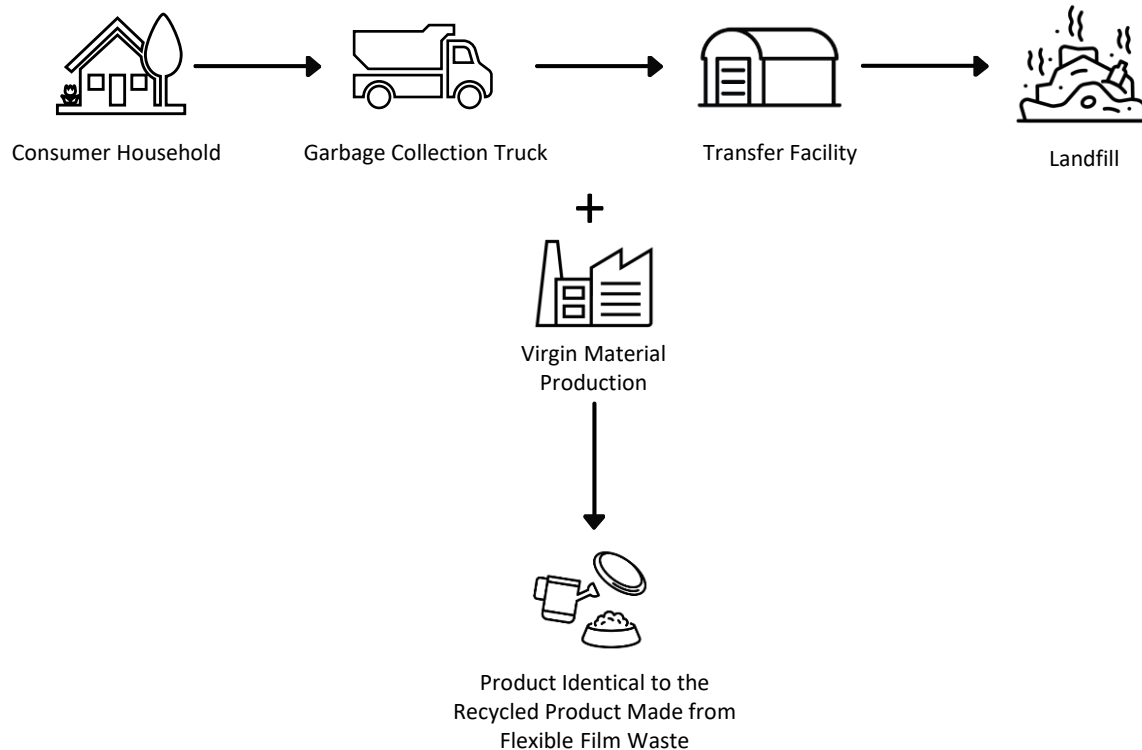 Consumer Household
Garbage Collection Truck
Transfer Facility
Landfill
+
Virgin Material
Production
Product Identical to the
Recycled Product Made from
Flexible Film Waste